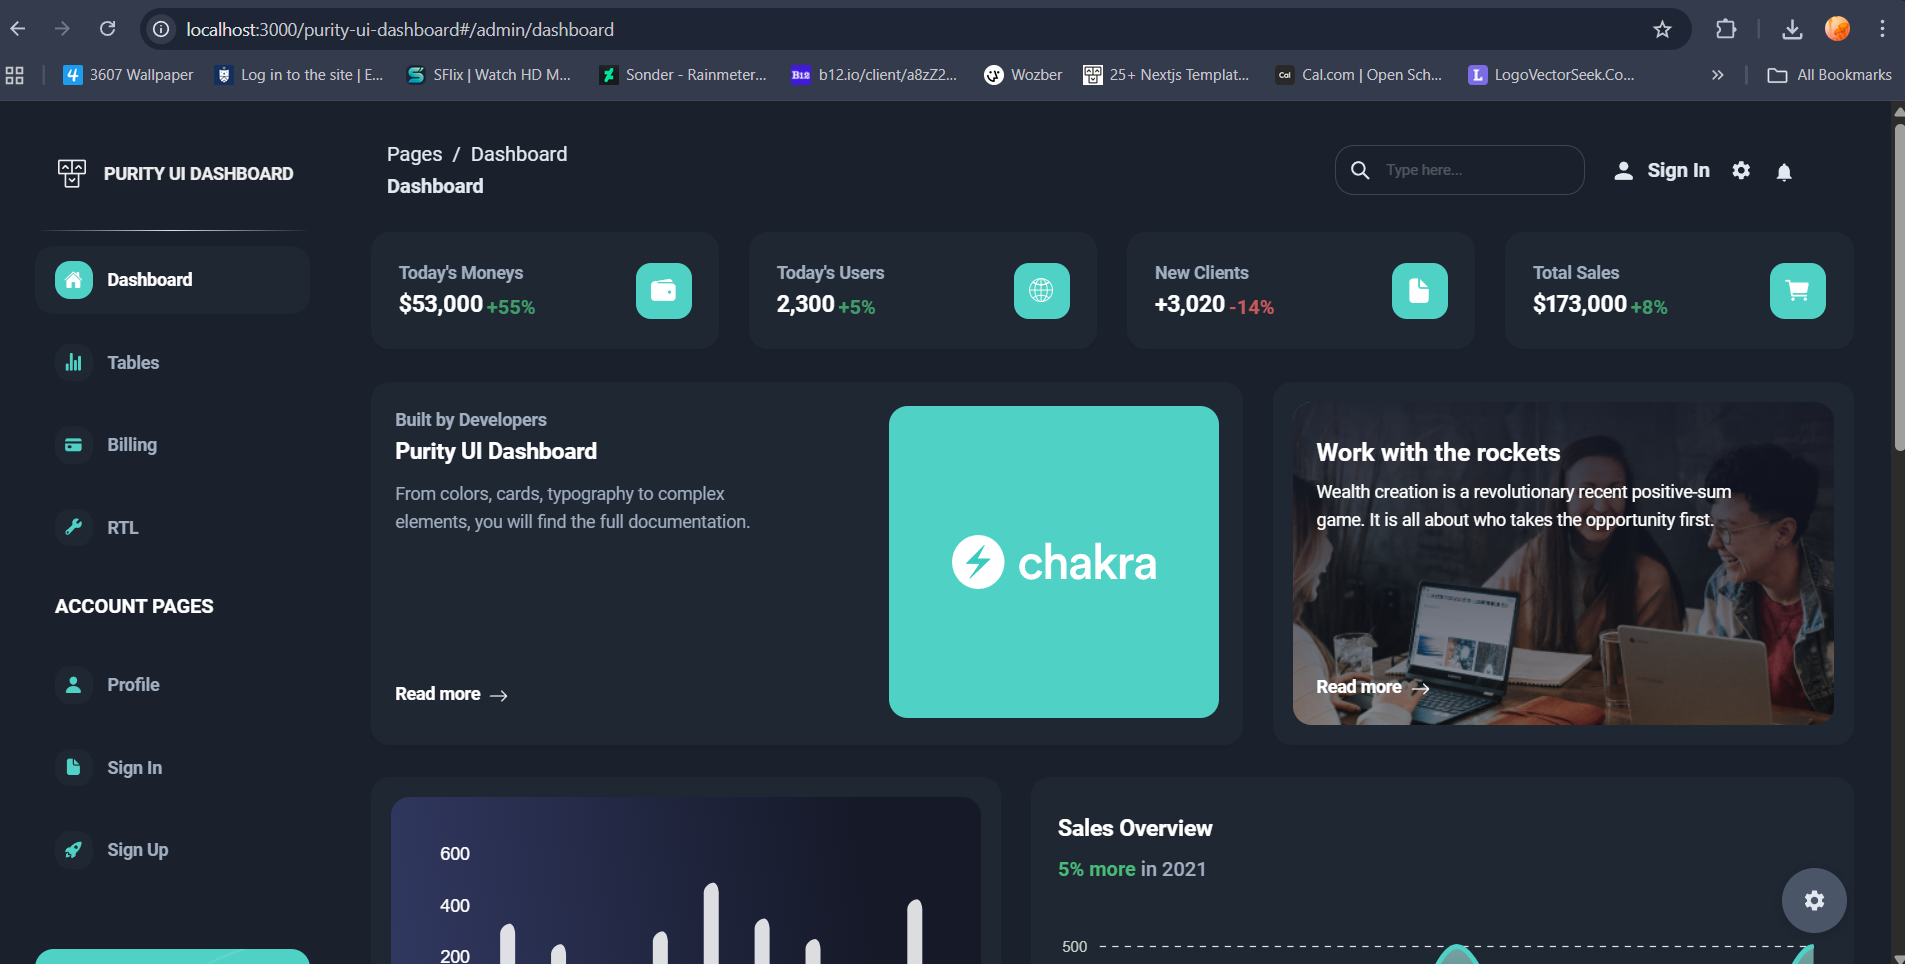 localhost:3000/purity-ui-dashboard#/admin/dashboard
3607 Wallpaper
Log in to the site | E...
SFlix | Watch HD M...
Sonder - Rainmeter...
B12
b12.io/client/a8zZ2...
Wozber
25+ Nextjs Templat...
Cal
Cal.com | Open Sch...
L
LogoVectorSeek.Co...
»
All Bookmarks
PURITY UI DASHBOARD
Pages / Dashboard
Dashboard
Type here...
Sign In
Dashboard
Tables
Billing
RTL
ACCOUNT PAGES
Profile
Sign In
Sign Up
Today's Moneys
$53,000 +55%
Today's Users
2,300 +5%
New Clients
+3,020 -14%
Total Sales
$173,000 +8%
Built by Developers
Purity UI Dashboard
From colors, cards, typography to complex
elements, you will find the full documentation.
Read more
chakra
Work with the rockets
Wealth creation is a revolutionary recent positive-sum
game. It is all about who takes the opportunity first.
Read more
600
400
200
Sales Overview
5% more in 2021
500